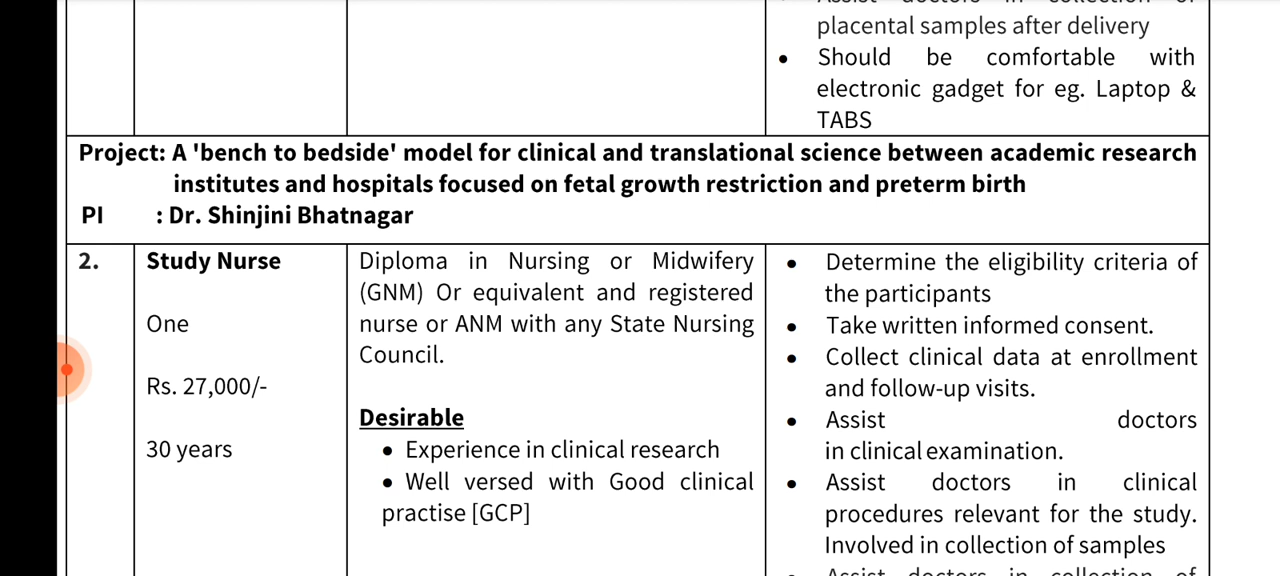 placental samples after delivery
• Should be comfortable with
electronic gadget for eg. Laptop &
TABS
Project: A 'bench to bedside' model for clinical and translational science between academic research
institutes and hospitals focused on fetal growth restriction and preterm birth
PI : Dr. Shinjini Bhatnagar
2.
Study Nurse
One
Rs. 27,000/-
30 years
Diploma in Nursing or Midwifery
(GNM) Or equivalent and registered
nurse or ANM with any State Nursing
Council.
Desirable
• Experience in clinical research
• Well versed with Good clinical
practise [GCP]
• Determine the eligibility criteria of
the participants
• Take written informed consent.
• Collect clinical data at enrollment
and follow-up visits.
• Assist doctors
in clinical examination.
• Assist doctors in clinical
procedures relevant for the study.
Involved in collection of samples
• Assist doctors in collection of